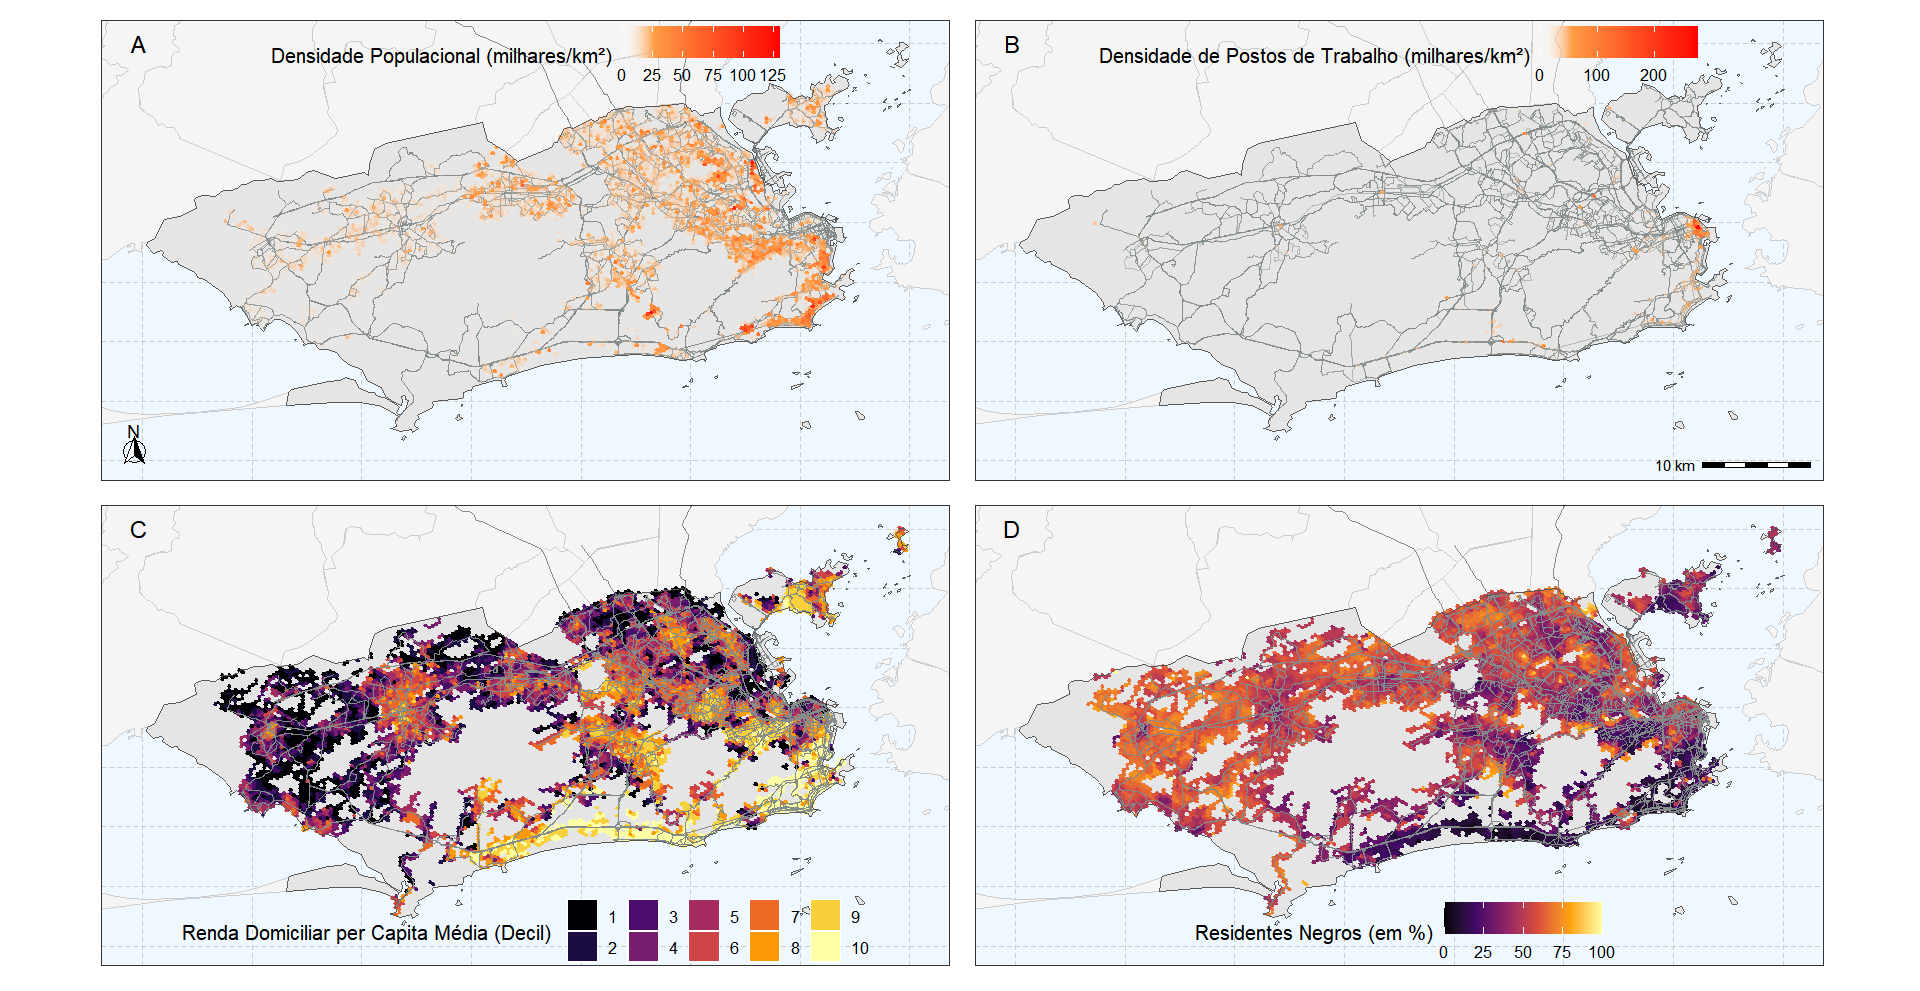 A
Densidade Populacional (milhares/km²)
0 25 50 75 100 125
N
B
Densidade de Postos de Trabalho (milhares/km²)
0 100 200
10 km
C
Renda Domiciliar per Capita Média (Decil)
1 3 5 7 9
2 4 6 8 10
D
Residentes Negros (em %)
0 25 50 75 100